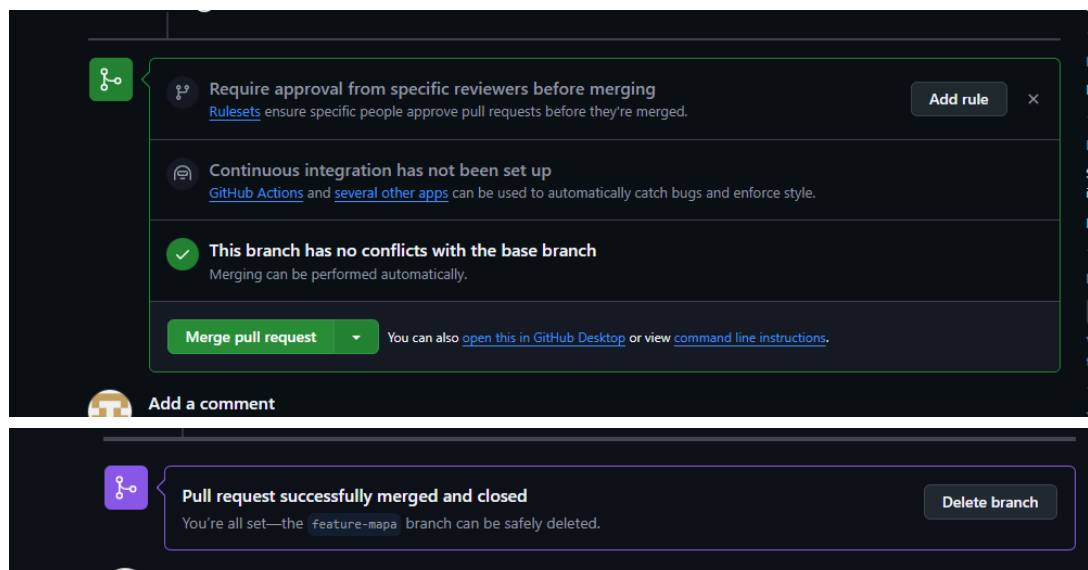 Require approval from specific reviewers before merging
Rulesets ensure specific people approve pull requests before they're merged.
Add rule
Continuous integration has not been set up
GitHub Actions and several other apps can be used to automatically catch bugs and enforce style.
This branch has no conflicts with the base branch
Merging can be performed automatically.
Merge pull request
You can also open this in GitHub Desktop or view command line instructions.
Add a comment
Pull request successfully merged and closed
You're all set—the feature-mapa branch can be safely deleted.
Delete branch